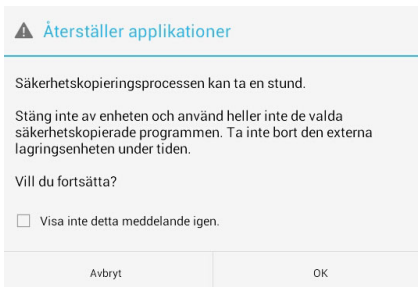 Återställer applikationer
Säkerhetskopieringsprocessen kan ta en stund.
Stäng inte av enheten och använd heller inte de valda
säkerhetskopierade programmen. Ta inte bort den externa
lagringsenheten under tiden.
Vill du fortsätta?
Visa inte detta meddelande igen.
Avbryt
OK